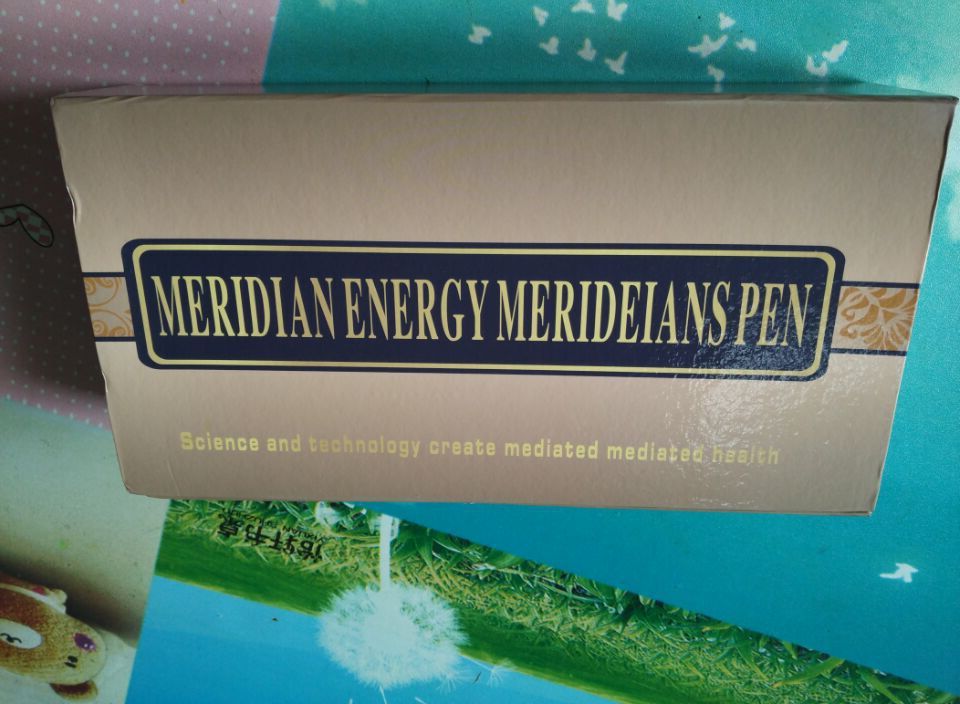 MERIDIAN ENERGY MERIDEIANS PEN
Science and technology create mediated mediated health